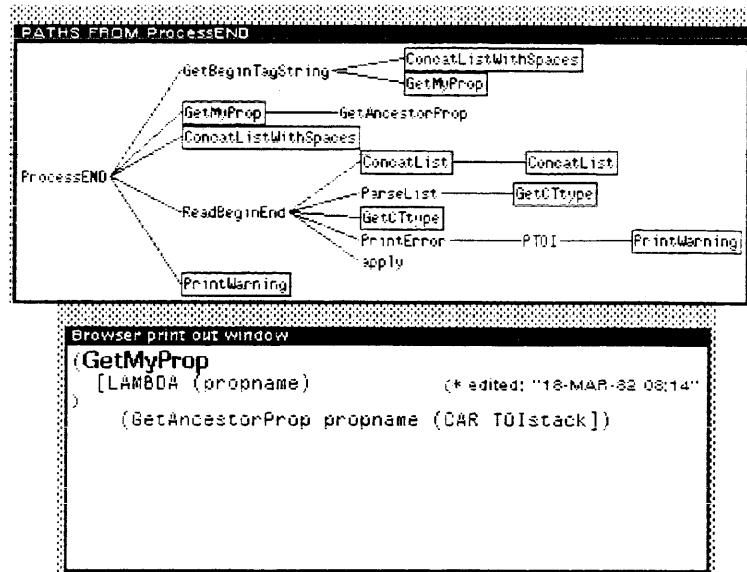 PATHS FROM ProcessEND
ConcatListWithSpaces
GetBeginTagString
GetMyProp
GetMyProp GetAncestorProp
ConcatListWithSpaces
ConcatList ConcatList
ProcessEND
ParseList GetCTtype
ReadBeginEnd
GetCTtype
PrintError PTOI PrintWarning
apply
PrintWarning
Browser print out window
(GetMyProp
[LAMBDA (propname) (* edited: "18-MAR-82 08:14"
)
(GetAncestorProp propname (CAR TOIstack])